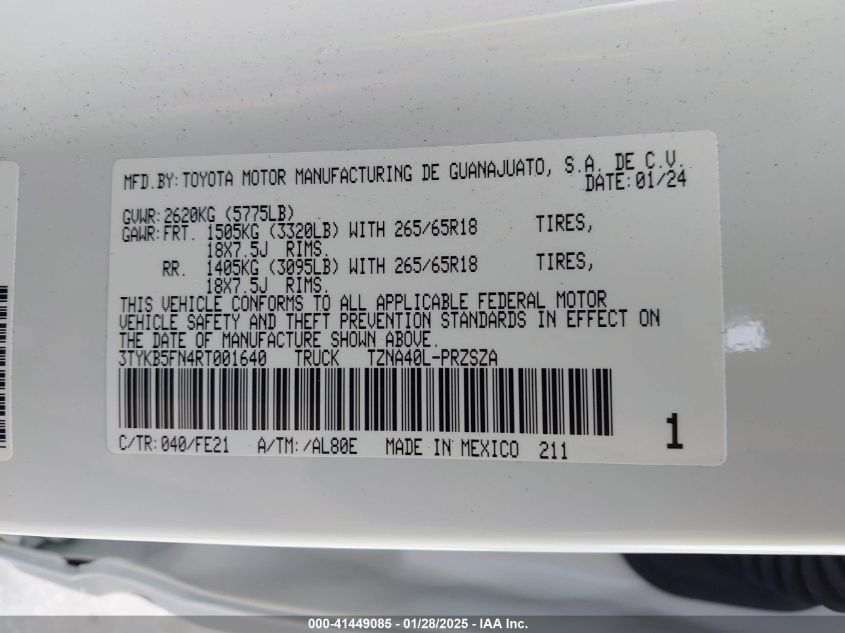 MFD.BY:TOYOTA MOTOR MANUFACTURING DE GUANAJUATO, S.A. DE C.V.
DATE:01/24
GVWR:2620KG (5775LB)
GAWR:FRT. 1505KG (3320LB) WITH 265/65R18 TIRES,
18X7.5J RIMS.
RR. 1405KG (3095LB) WITH 265/65R18 TIRES,
18X7.5J RIMS.
THIS VEHICLE CONFORMS TO ALL APPLICABLE FEDERAL MOTOR
VEHICLE SAFETY AND THEFT PREVENTION STANDARDS IN EFFECT ON
THE DATE OF MANUFACTURE SHOWN ABOVE.
3TYKB5FN4RT001640 TRUCK TZNA40L-PRZSZA
C/TR:040/FE21 A/TM:/AL80E MADE IN MEXICO 211
1
000-41449085 - 01/28/2025 - © IAA Inc.